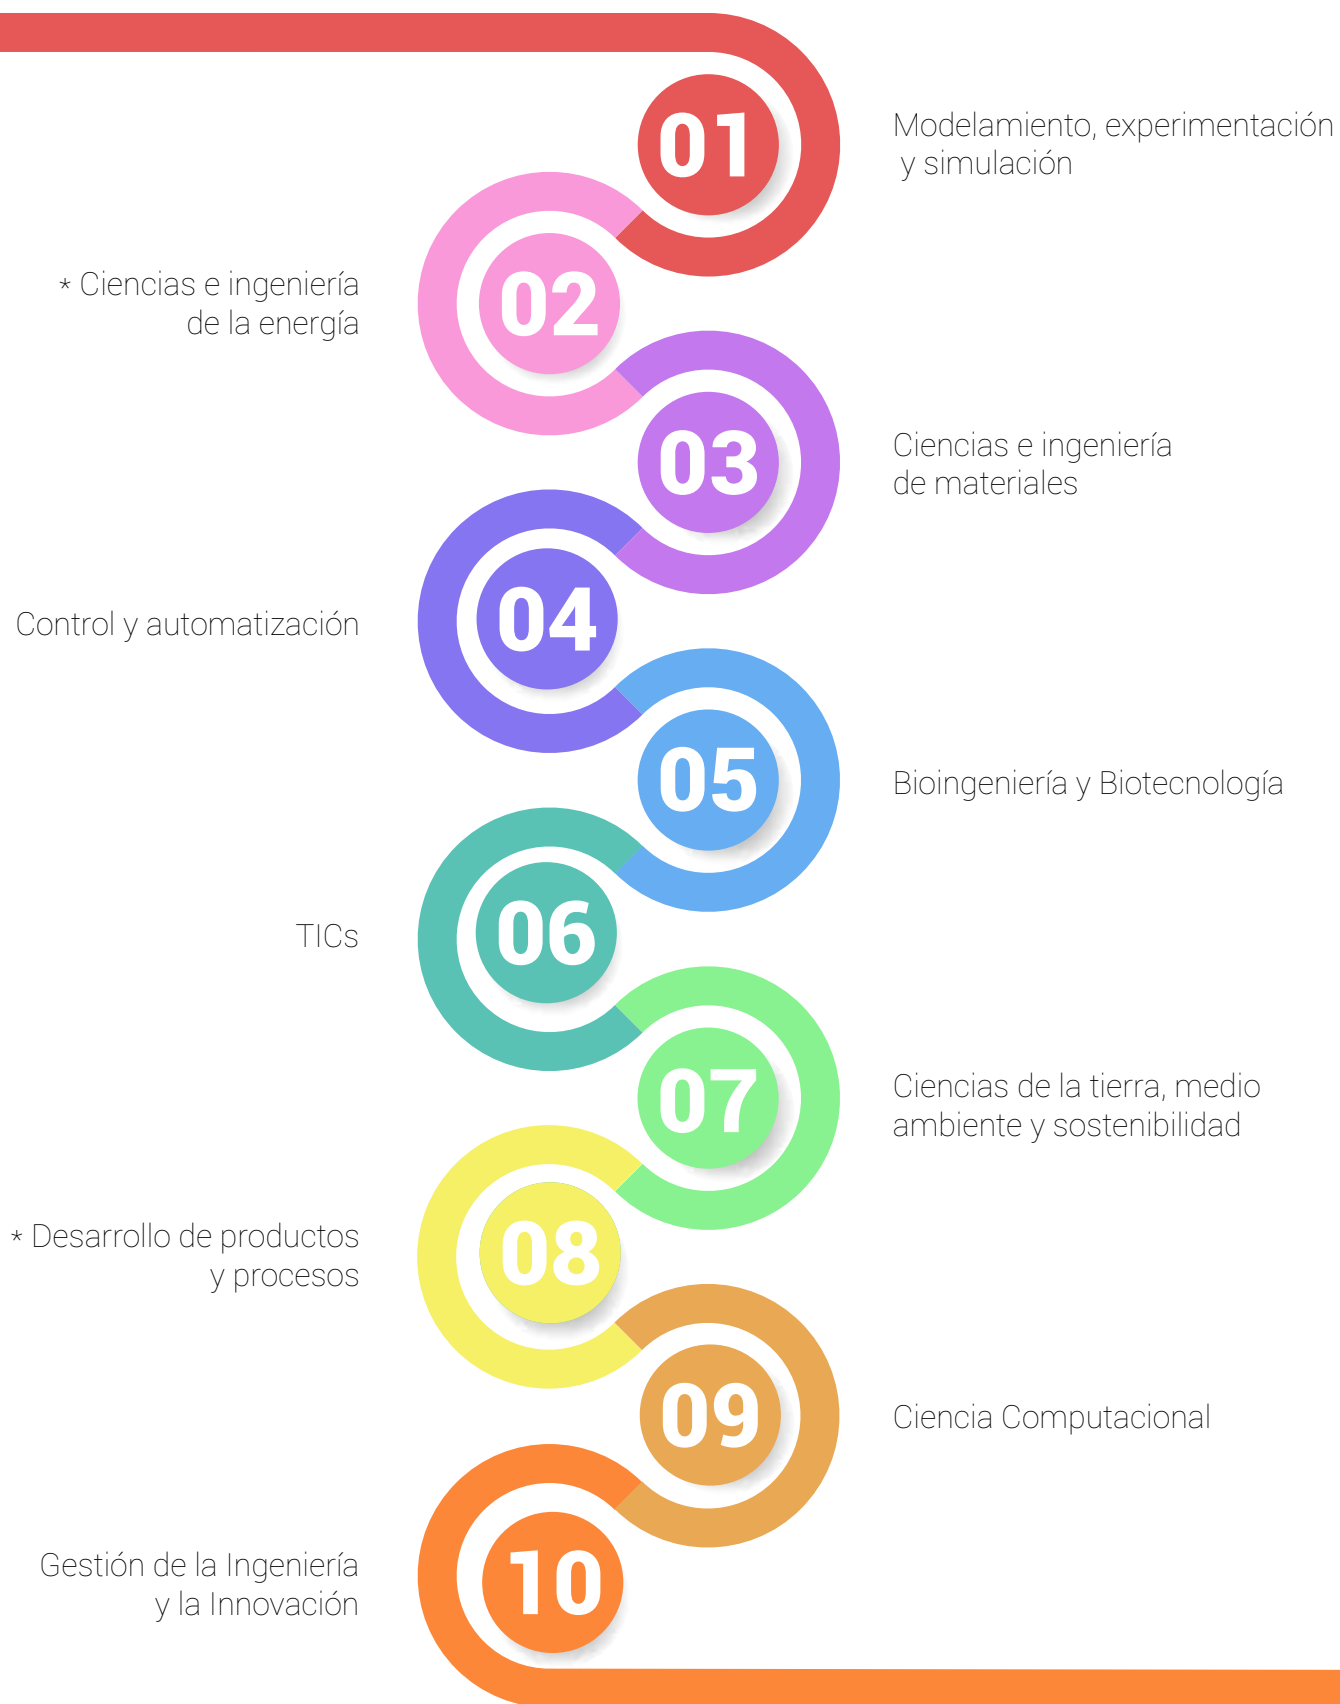 01
Modelamiento, experimentación
y simulación
02
* Ciencias e ingeniería
de la energía
03
Ciencias e ingeniería
de materiales
04
Control y automatización
05
Bioingeniería y Biotecnología
06
TICs
07
Ciencias de la tierra, medio
ambiente y sostenibilidad
08
* Desarrollo de productos
y procesos
09
Ciencia Computacional
10
Gestión de la Ingeniería
y la Innovación